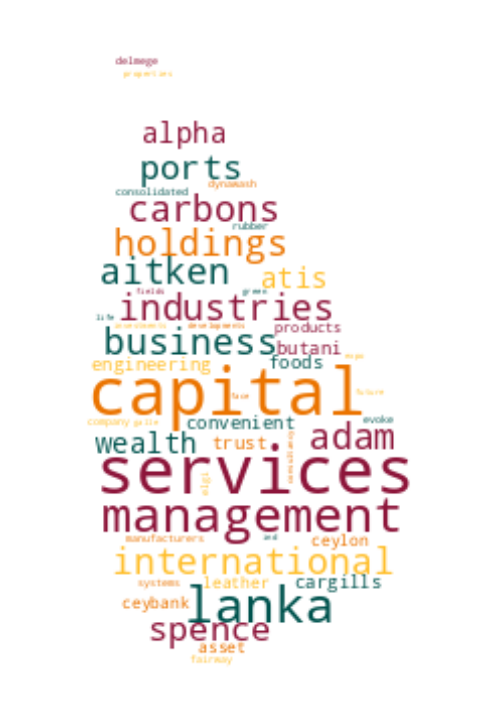 delmege
properties
alpha
ports
dynawash
consolidated
carbons
rubber
holdings
aitken
atis
fields green
industries
life
investments developments
products
business
butani
foods
engineering
capital
face
future
company galle
convenient
evoke
wealth
trust
adam
services
management
manufacturers
and
ceylon
international
systems
leather
cargills
ceybank
lanka
spence
asset
fairway